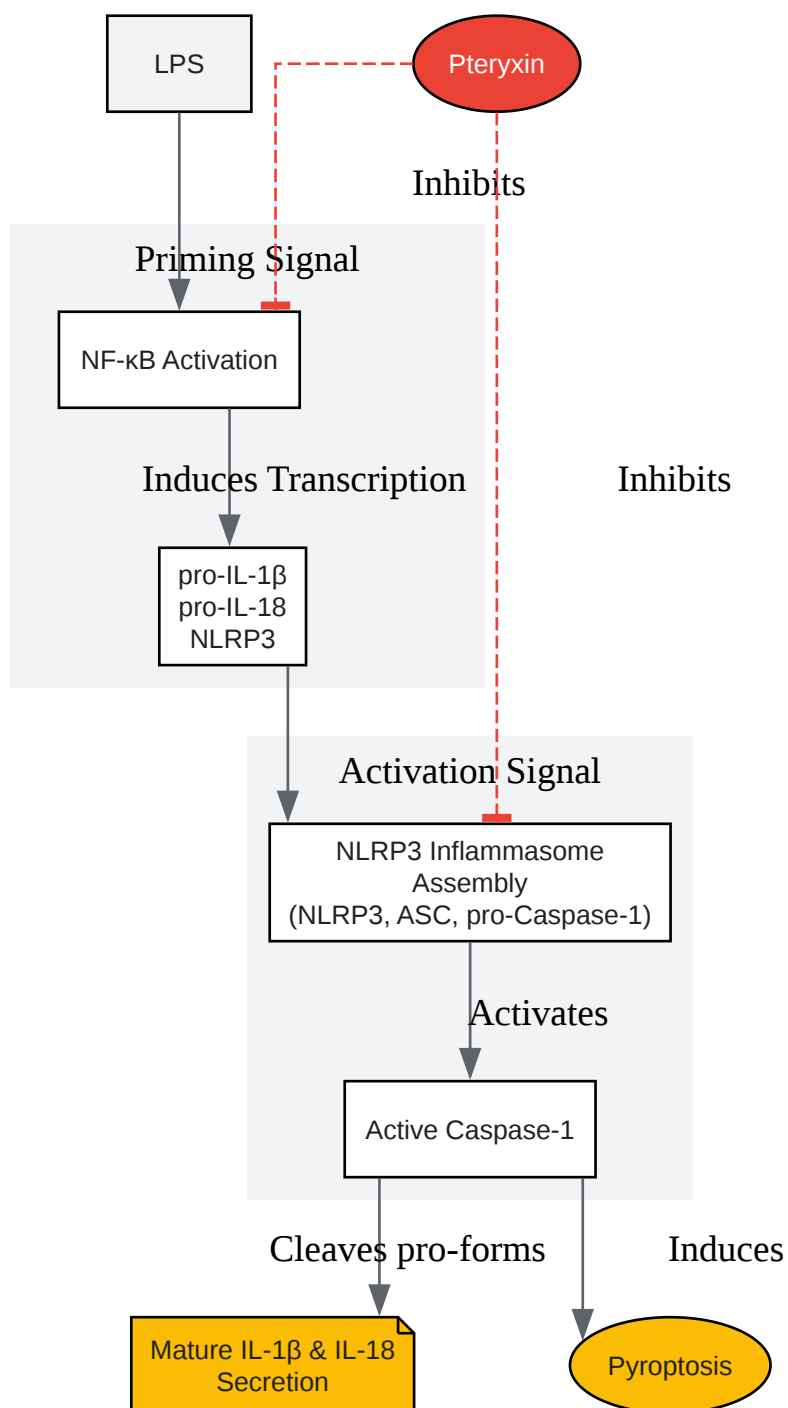 LPS
Pteryxin
Inhibits
Priming Signal
NF-κB Activation
Induces Transcription
Inhibits
pro-IL-1β
pro-IL-18
NLRP3
Activation Signal
NLRP3 Inflammasome
Assembly
(NLRP3, ASC, pro-Caspase-1)
Activates
Active Caspase-1
Cleaves pro-forms
Induces
Mature IL-1β & IL-18
Secretion
Pyroptosis